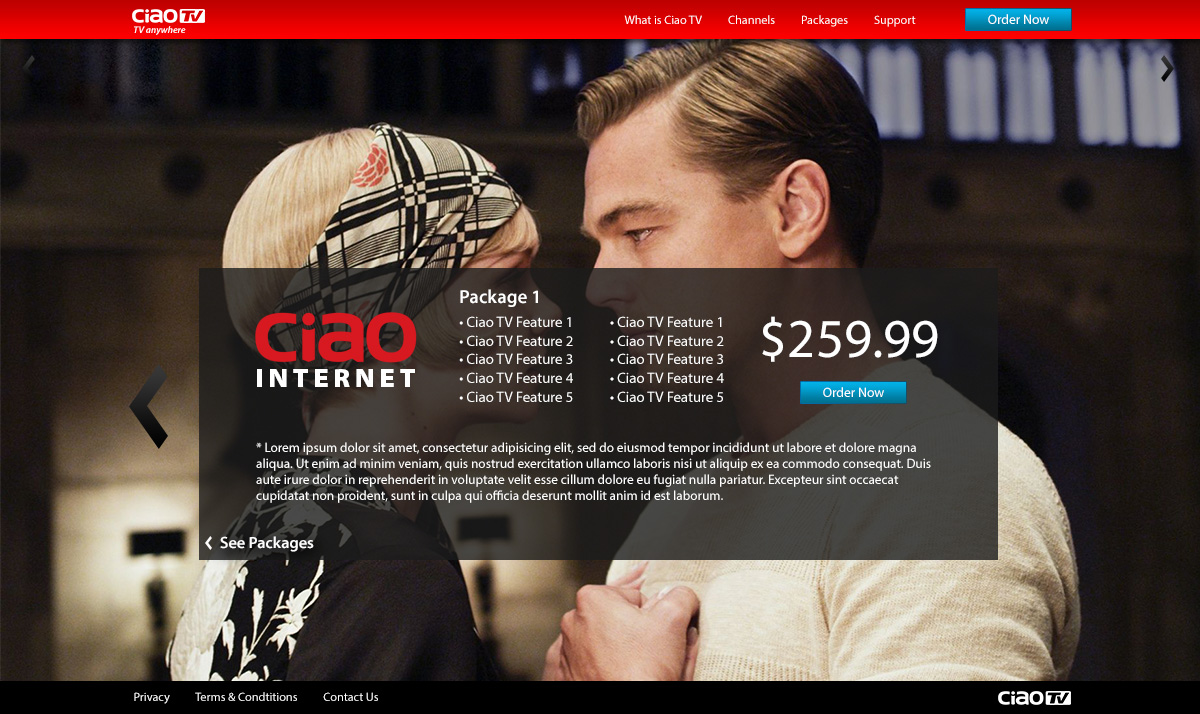 Ciao TV
TV anywhere
What is Ciao TV
Channels
Packages
Support
Order Now
Ciao
INTERNET
Package 1
• Ciao TV Feature 1
• Ciao TV Feature 2
• Ciao TV Feature 3
• Ciao TV Feature 4
• Ciao TV Feature 5
• Ciao TV Feature 1
• Ciao TV Feature 2
• Ciao TV Feature 3
• Ciao TV Feature 4
• Ciao TV Feature 5
$259.99
Order Now
* Lorem ipsum dolor sit amet, consectetur adipisicing elit, sed do eiusmod tempor incididunt ut labore et dolore magna
aliqua. Ut enim ad minim veniam, quis nostrud exercitation ullamco laboris nisi ut aliquip ex ea commodo consequat. Duis
aute irure dolor in reprehenderit in voluptate velit esse cillum dolore eu fugiat nulla pariatur. Excepteur sint occaecat
cupidatat non proident, sunt in culpa qui officia deserunt mollit anim id est laborum.
See Packages
Privacy
Terms & Condtitions
Contact Us
Ciao TV